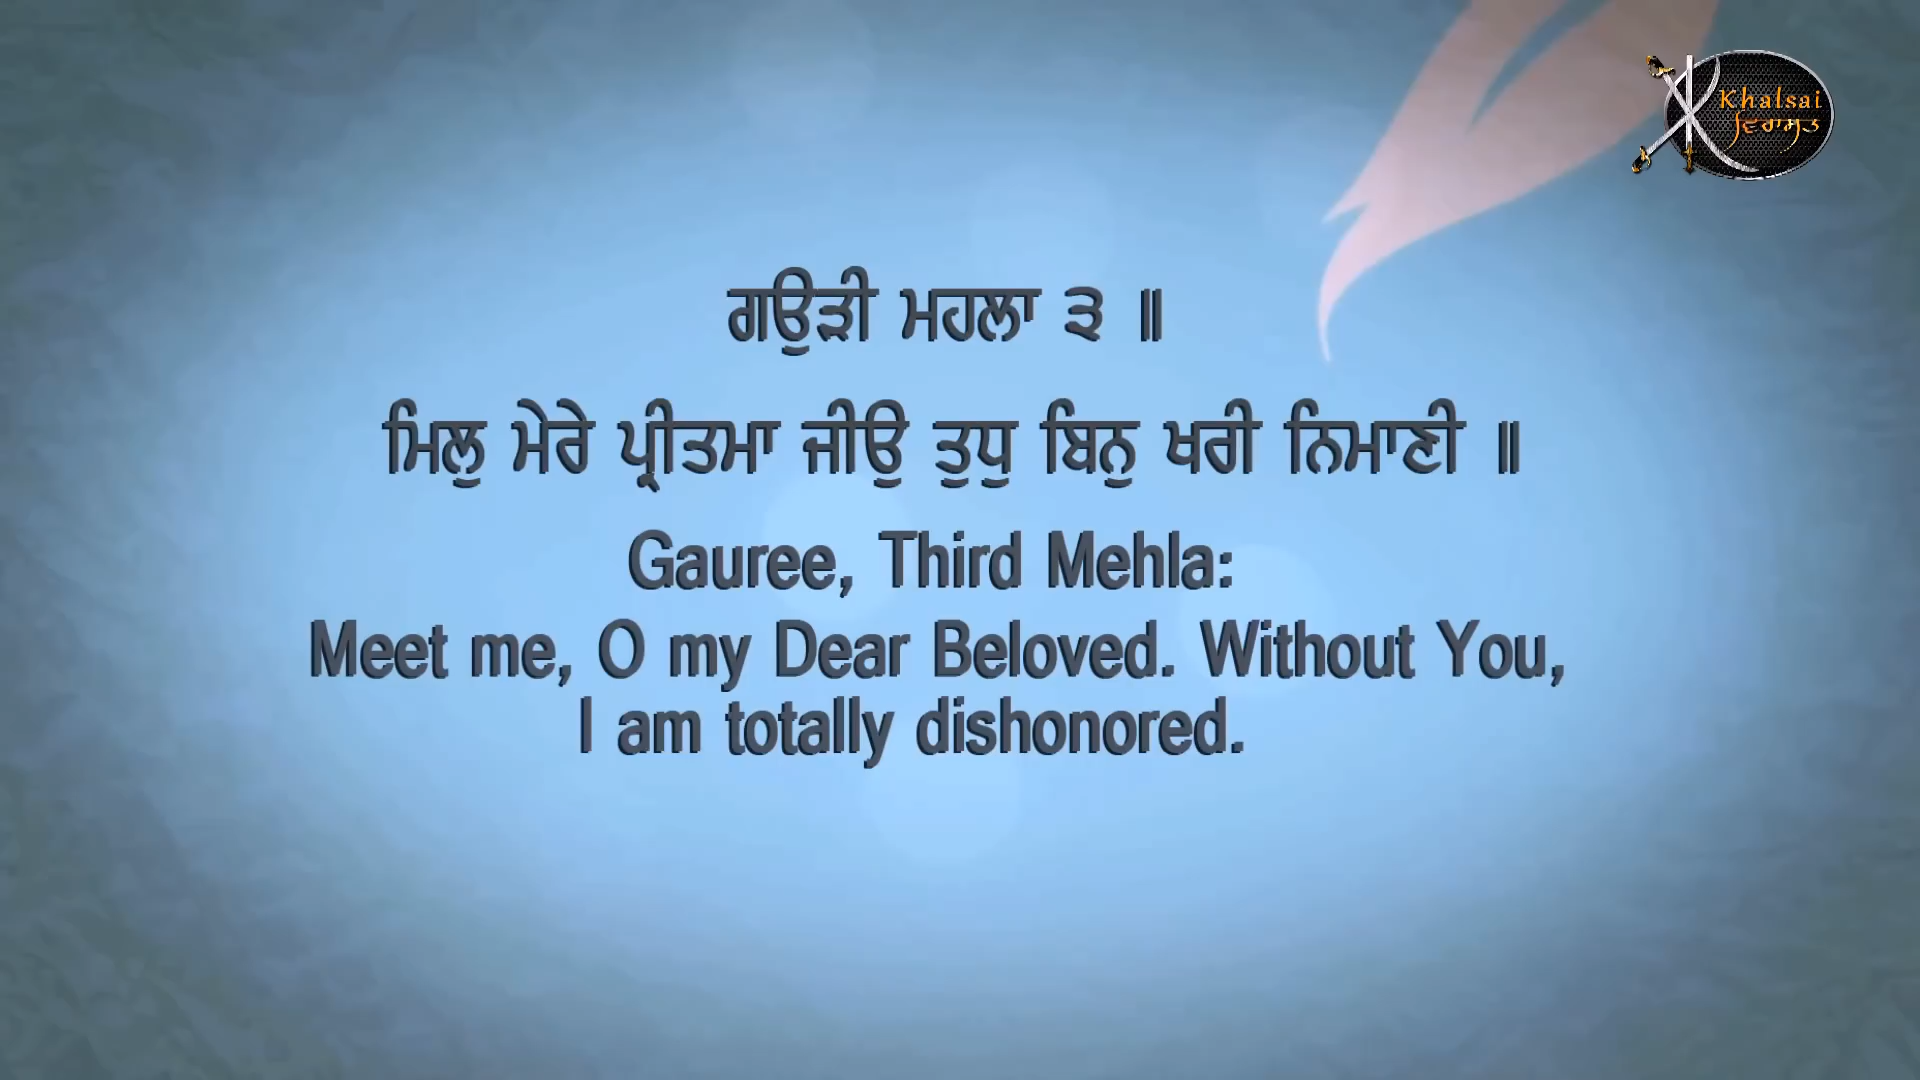 Khalsai
ਵਿਰਾਸਤ
ਗਉੜੀ ਮਹਲਾ ੩ ॥
ਮਿਲੁ ਮੇਰੇ ਪ੍ਰੀਤਮਾ ਜੀਉ ਤੁਧੁ ਬਿਨੁ ਖਰੀ ਨਿਮਾਣੀ ॥
Gauree, Third Mehla:
Meet me, O my Dear Beloved. Without You,
I am totally dishonored.